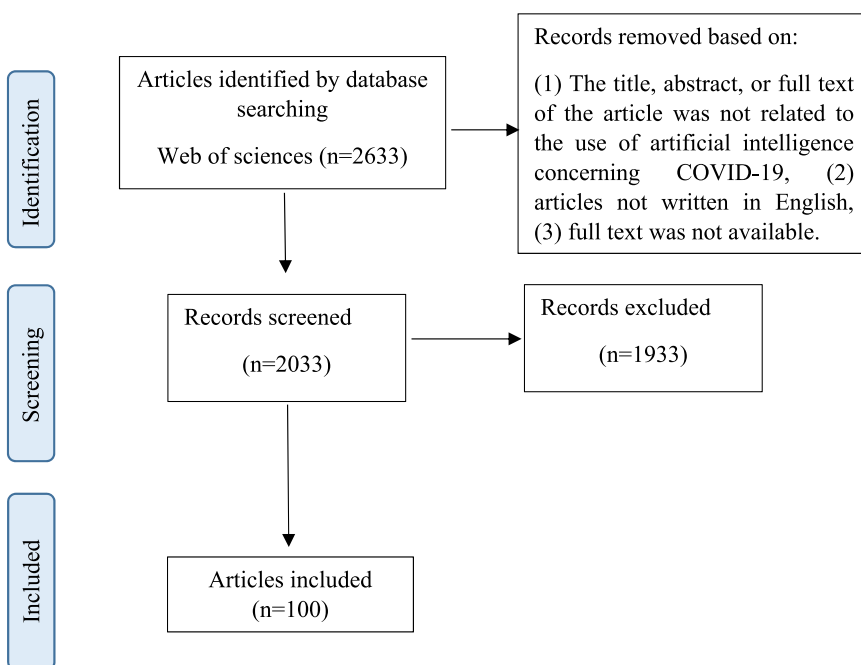 Identification
Articles identified by database
searching
Web of sciences (n=2633)
Records removed based on:
(1) The title, abstract, or full text
of the article was not related to
the use of artificial intelligence
concerning COVID-19, (2)
articles not written in English,
(3) full text was not available.
Screening
Records screened
(n=2033)
Records excluded
(n=1933)
Included
Articles included
(n=100)